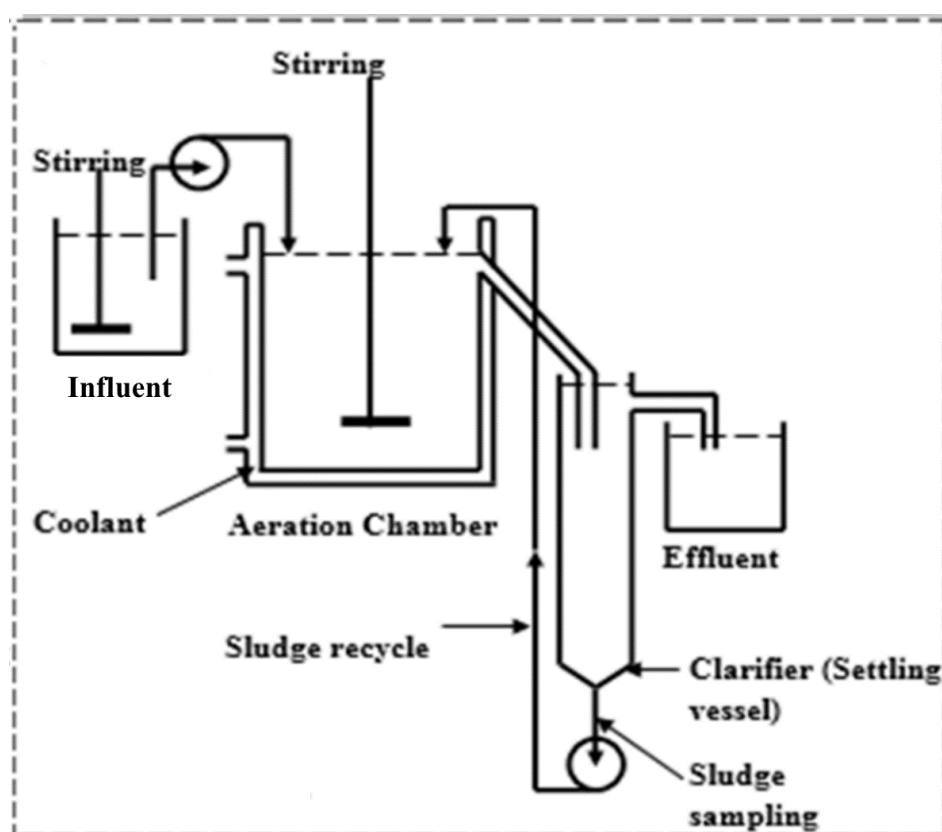 Stirring
Stirring
Influent
Coolant
Aeration Chamber
Effluent
Sludge recycle
Clarifier (Settling
vessel)
Sludge
sampling